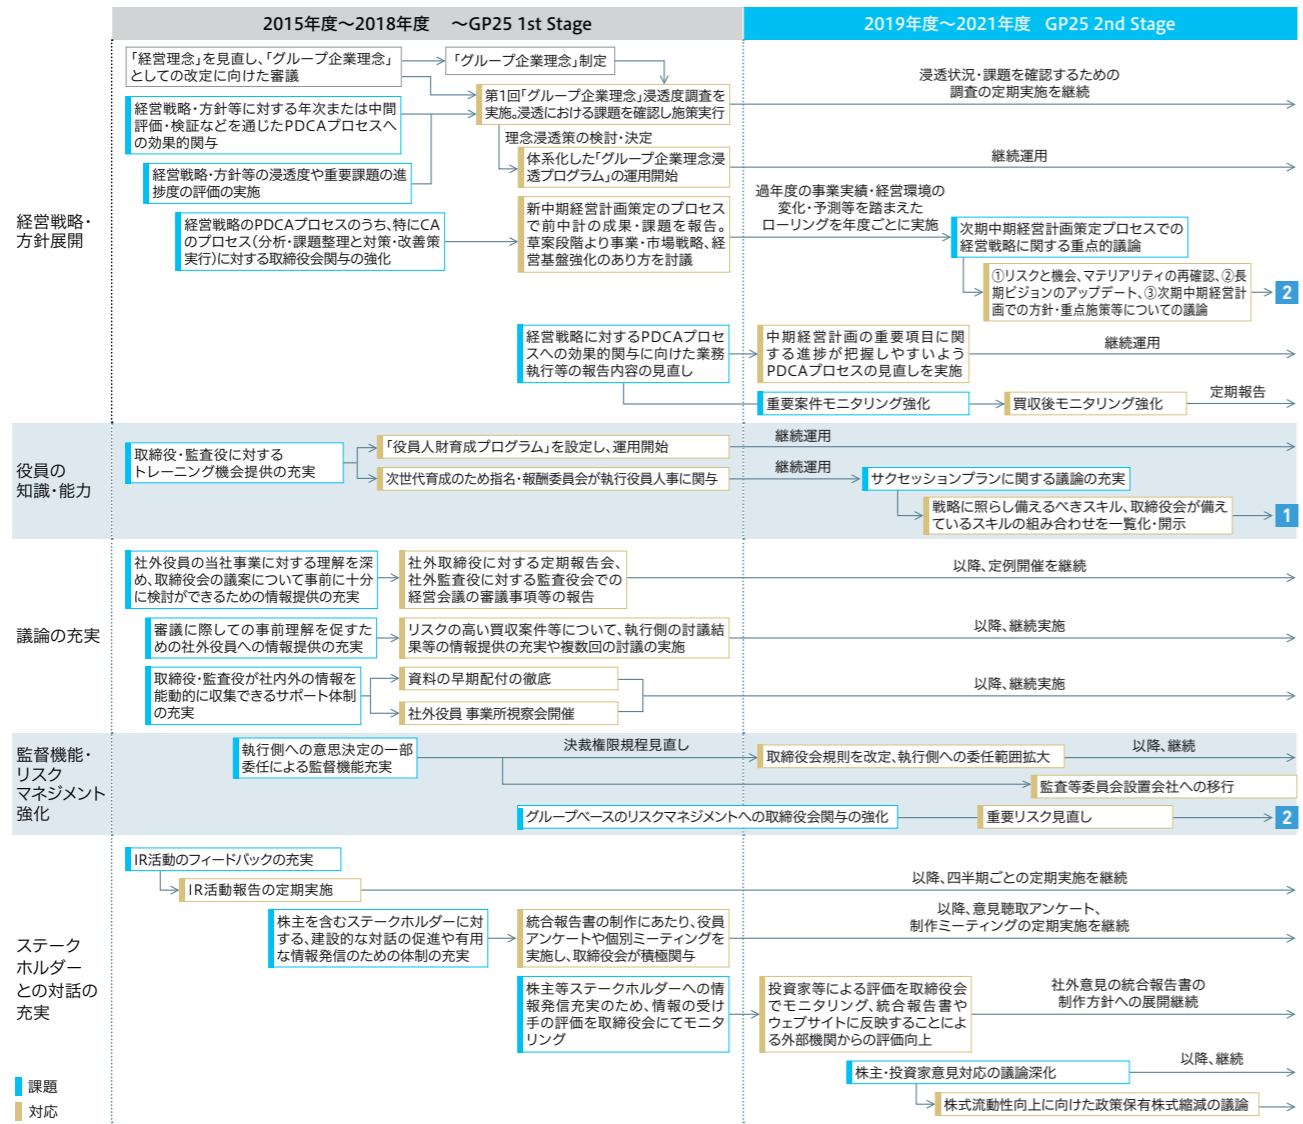 2015年度～2018年度　～GP25 1st Stage
2019年度～2021年度　GP25 2nd Stage
経営戦略・
方針展開
「経営理念」を見直し、「グループ企業理念」
としての改定に向けた審議
「グループ企業理念」制定
経営戦略・方針等に対する年次または中間
評価・検証などを通じたPDCAプロセスへ
の効果的関与
第1回「グループ企業理念」浸透度調査を
実施。浸透における課題を確認し施策実行
浸透状況・課題を確認するための
調査の定期実施を継続
理念浸透策の検討・決定
経営戦略・方針等の浸透度や重要課題の進
捗度の評価の実施
体系化した「グループ企業理念浸
透プログラム」の運用開始
継続運用
経営戦略のPDCAプロセスのうち、特にCA
のプロセス（分析・課題整理と対策・改善策
実行）に対する取締役会関与の強化
新中期経営計画策定のプロセス
で前中計の成果・課題を報告。
草案段階より事業・市場戦略、経
営基盤強化のあり方を討議
過年度の事業実績・経営環境の
変化・予測等を踏まえた
ローリングを年度ごとに実施
次期中期経営計画策定プロセスでの
経営戦略に関する重点的議論
①リスクと機会、マテリアリティの再確認、②長
期ビジョンのアップデート、③次期中期経営計
画での方針・重点施策等についての議論
2
経営戦略に対するPDCAプロセ
スへの効果的関与に向けた業務
執行等の報告内容の見直し
中期経営計画の重要項目に関
する進捗が把握しやすいよう
PDCAプロセスの見直しを実施
継続運用
重要案件モニタリング強化
買収後モニタリング強化
定期報告
役員の
知識・能力
取締役・監査役に対する
トレーニング機会提供の充実
「役員人財育成プログラム」を設定し、運用開始
継続運用
次世代育成のため指名・報酬委員会が執行役員人事に関与
継続運用
サクセッションプランに関する議論の充実
戦略に照らし備えるべきスキル、取締役会が備え
ているスキルの組み合わせを一覧化・開示
1
議論の充実
社外役員の当社事業に対する理解を深
め、取締役会の議案について事前に十分
に検討ができるための情報提供の充実
社外取締役に対する定期報告会、
社外監査役に対する監査役会での
経営会議の審議事項等の報告
以降、定例開催を継続
審議に際しての事前理解を促すた
めの社外役員への情報提供の充実
リスクの高い買収案件等について、執行側の討議結
果等の情報提供の充実や複数回の討議の実施
以降、継続実施
取締役・監査役が社内外の情報を
能動的に収集できるサポート体制
の充実
資料の早期配付の徹底
社外役員 事業所視察会開催
以降、継続実施
監督機能・
リスク
マネジメント
強化
執行側への意思決定の一部
委任による監督機能充実
決裁権限規程見直し
取締役会規則を改定、執行側への委任範囲拡大
以降、継続
監査等委員会設置会社への移行
グループベースのリスクマネジメントへの取締役会関与の強化
重要リスク見直し
2
ステーク
ホルダー
との対話の
充実
IR活動のフィードバックの充実
IR活動報告の定期実施
以降、四半期ごとの定期実施を継続
株主を含むステークホルダーに対
する、建設的な対話の促進や有用
な情報発信のための体制の充実
統合報告書の制作にあたり、役員
アンケートや個別ミーティングを
実施し、取締役会が積極関与
以降、意見聴取アンケート、
制作ミーティングの定期実施を継続
株主等ステークホルダーへの情
報発信充実のため、情報の受け
手の評価を取締役会にてモニタ
リング
投資家等による評価を取締役会
でモニタリング、統合報告書や
ウェブサイトに反映することによ
る外部機関からの評価向上
社外意見の統合報告書の
制作方針への展開継続
株主・投資家意見対応の議論深化
以降、継続
株式流動性向上に向けた政策保有株式縮減の議論
課題
対応